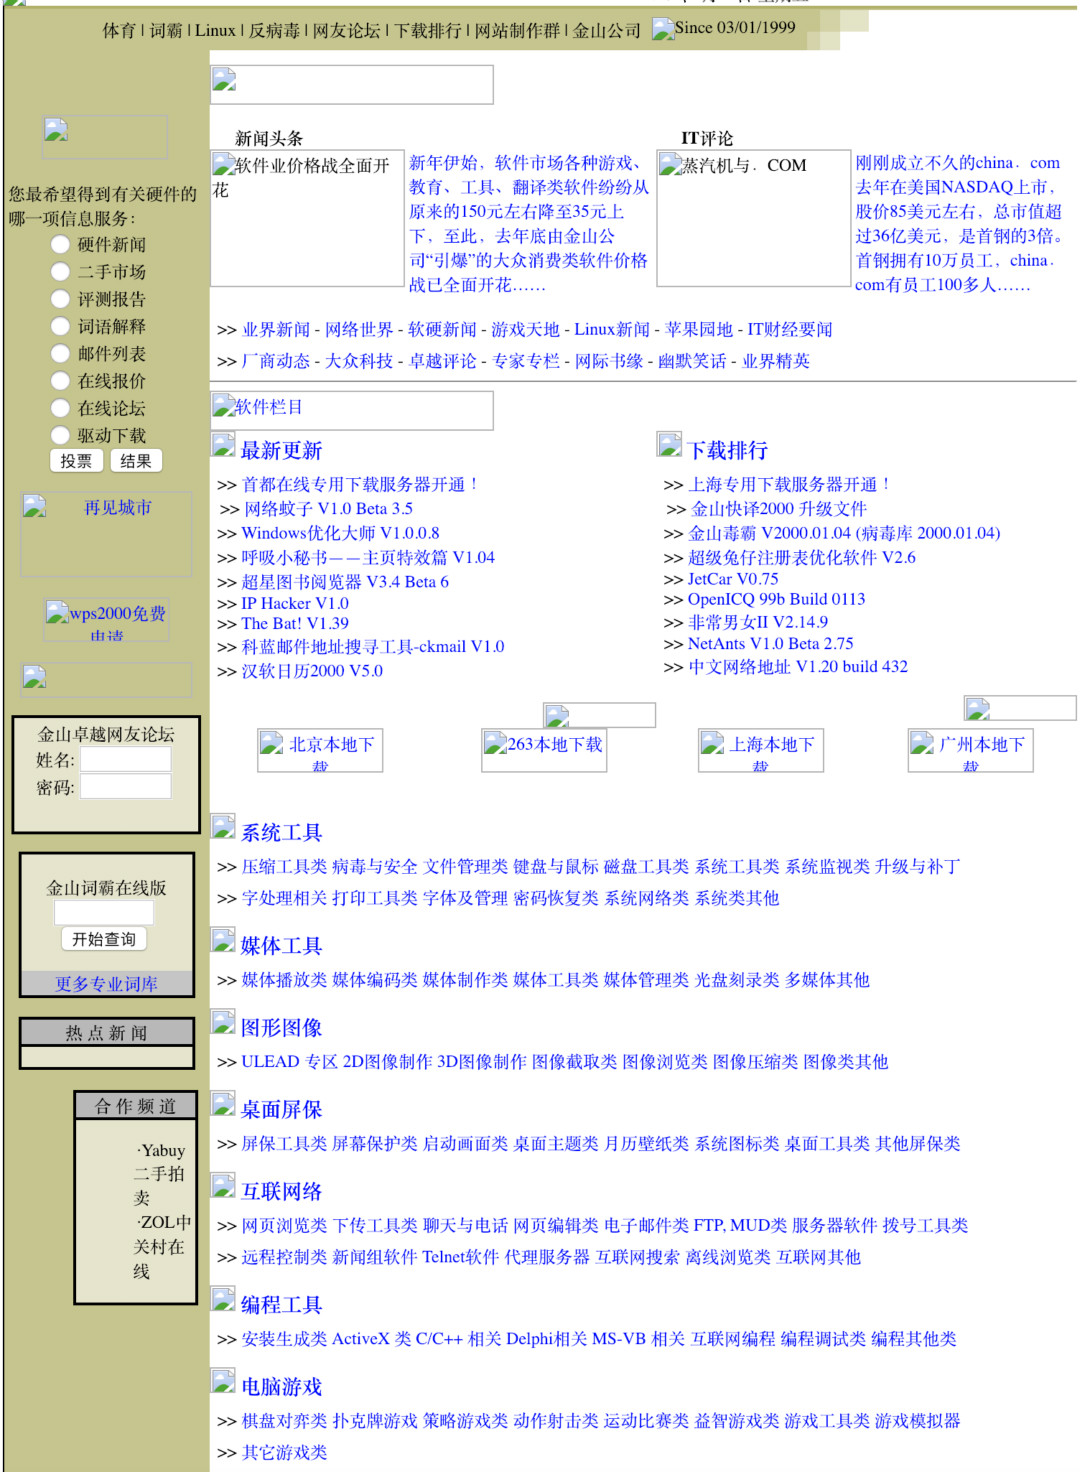 体育 | 词霸 | Linux | 反病毒 | 网友论坛 | 下载排行 | 网站制作群 | 金山公司 Since 03/01/1999
您最希望得到有关硬件的
哪一项信息服务:
硬件新闻
二手市场
评测报告
词语解释
邮件列表
在线报价
在线论坛
驱动下载
投票 结果
再见城市
wps2000免费
申请
金山卓越网友论坛
姓名:
密码:
金山词霸在线版
开始查询
更多专业词库
热 点 新 闻
合 作 频 道
·Yabuy
二手拍
卖
·ZOL中
关村在
线
新闻头条
软件业价格战全面开
花
新年伊始，软件市场各种游戏、
教育、工具、翻译类软件纷纷从
原来的150元左右降至35元上
下，至此，去年底由金山公
司“引爆”的大众消费类软件价格
战已全面开花……
IT评论
蒸汽机与．COM
刚刚成立不久的china．com
去年在美国NASDAQ上市，
股价85美元左右，总市值超
过36亿美元，是首钢的3倍。
首钢拥有10万员工，china．
com有员工100多人……
>> 业界新闻 - 网络世界 - 软硬新闻 - 游戏天地 - Linux新闻 - 苹果园地 - IT财经要闻
>> 厂商动态 - 大众科技 - 卓越评论 - 专家专栏 - 网际书缘 - 幽默笑话 - 业界精英
软件栏目
最新更新
>> 首都在线专用下载服务器开通！
>> 网络蚊子 V1.0 Beta 3.5
>> Windows优化大师 V1.0.0.8
>> 呼吸小秘书－－主页特效篇 V1.04
>> 超星图书阅览器 V3.4 Beta 6
>> IP Hacker V1.0
>> The Bat! V1.39
>> 科蓝邮件地址搜寻工具-ckmail V1.0
>> 汉软日历2000 V5.0
下载排行
>> 上海专用下载服务器开通！
>> 金山快译2000 升级文件
>> 金山毒霸 V2000.01.04 (病毒库 2000.01.04)
>> 超级兔仔注册表优化软件 V2.6
>> JetCar V0.75
>> OpenICQ 99b Build 0113
>> 非常男女II V2.14.9
>> NetAnts V1.0 Beta 2.75
>> 中文网络地址 V1.20 build 432
北京本地下
载
263本地下载
上海本地下
载
广州本地下
载
系统工具
>> 压缩工具类 病毒与安全 文件管理类 键盘与鼠标 磁盘工具类 系统工具类 系统监视类 升级与补丁
>> 字处理相关 打印工具类 字体及管理 密码恢复类 系统网络类 系统类其他
媒体工具
>> 媒体播放类 媒体编码类 媒体制作类 媒体工具类 媒体管理类 光盘刻录类 多媒体其他
图形图像
>> ULEAD 专区 2D图像制作 3D图像制作 图像截取类 图像浏览类 图像压缩类 图像类其他
桌面屏保
>> 屏保工具类 屏幕保护类 启动画面类 桌面主题类 月历壁纸类 系统图标类 桌面工具类 其他屏保类
互联网络
>> 网页浏览类 下传工具类 聊天与电话 网页编辑类 电子邮件类 FTP, MUD类 服务器软件 拨号工具类
>> 远程控制类 新闻组软件 Telnet软件 代理服务器 互联网搜索 离线浏览类 互联网其他
编程工具
>> 安装生成类 ActiveX 类 C/C++ 相关 Delphi相关 MS-VB 相关 互联网编程 编程调试类 编程其他类
电脑游戏
>> 棋盘对弈类 扑克牌游戏 策略游戏类 动作射击类 运动比赛类 益智游戏类 游戏工具类 游戏模拟器
>> 其它游戏类